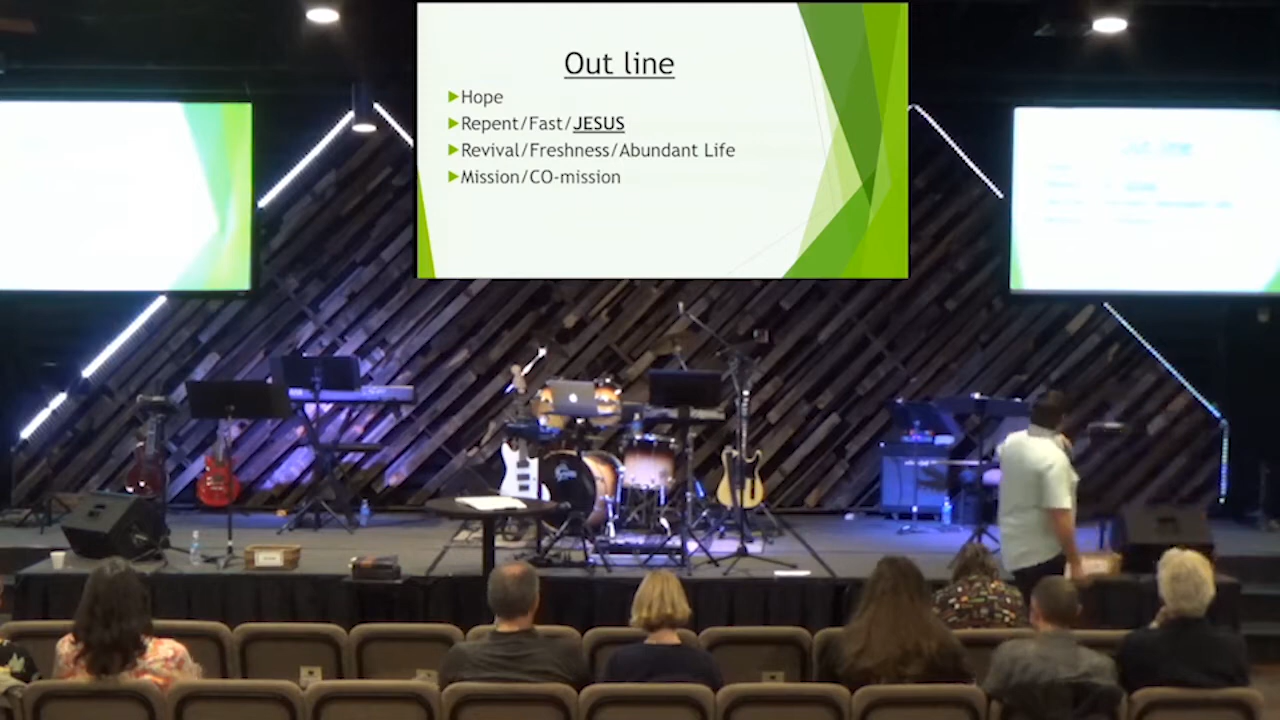 Out line
Hope
Repent/Fast/JESUS
Revival/Freshness/Abundant Life
Mission/CO-mission